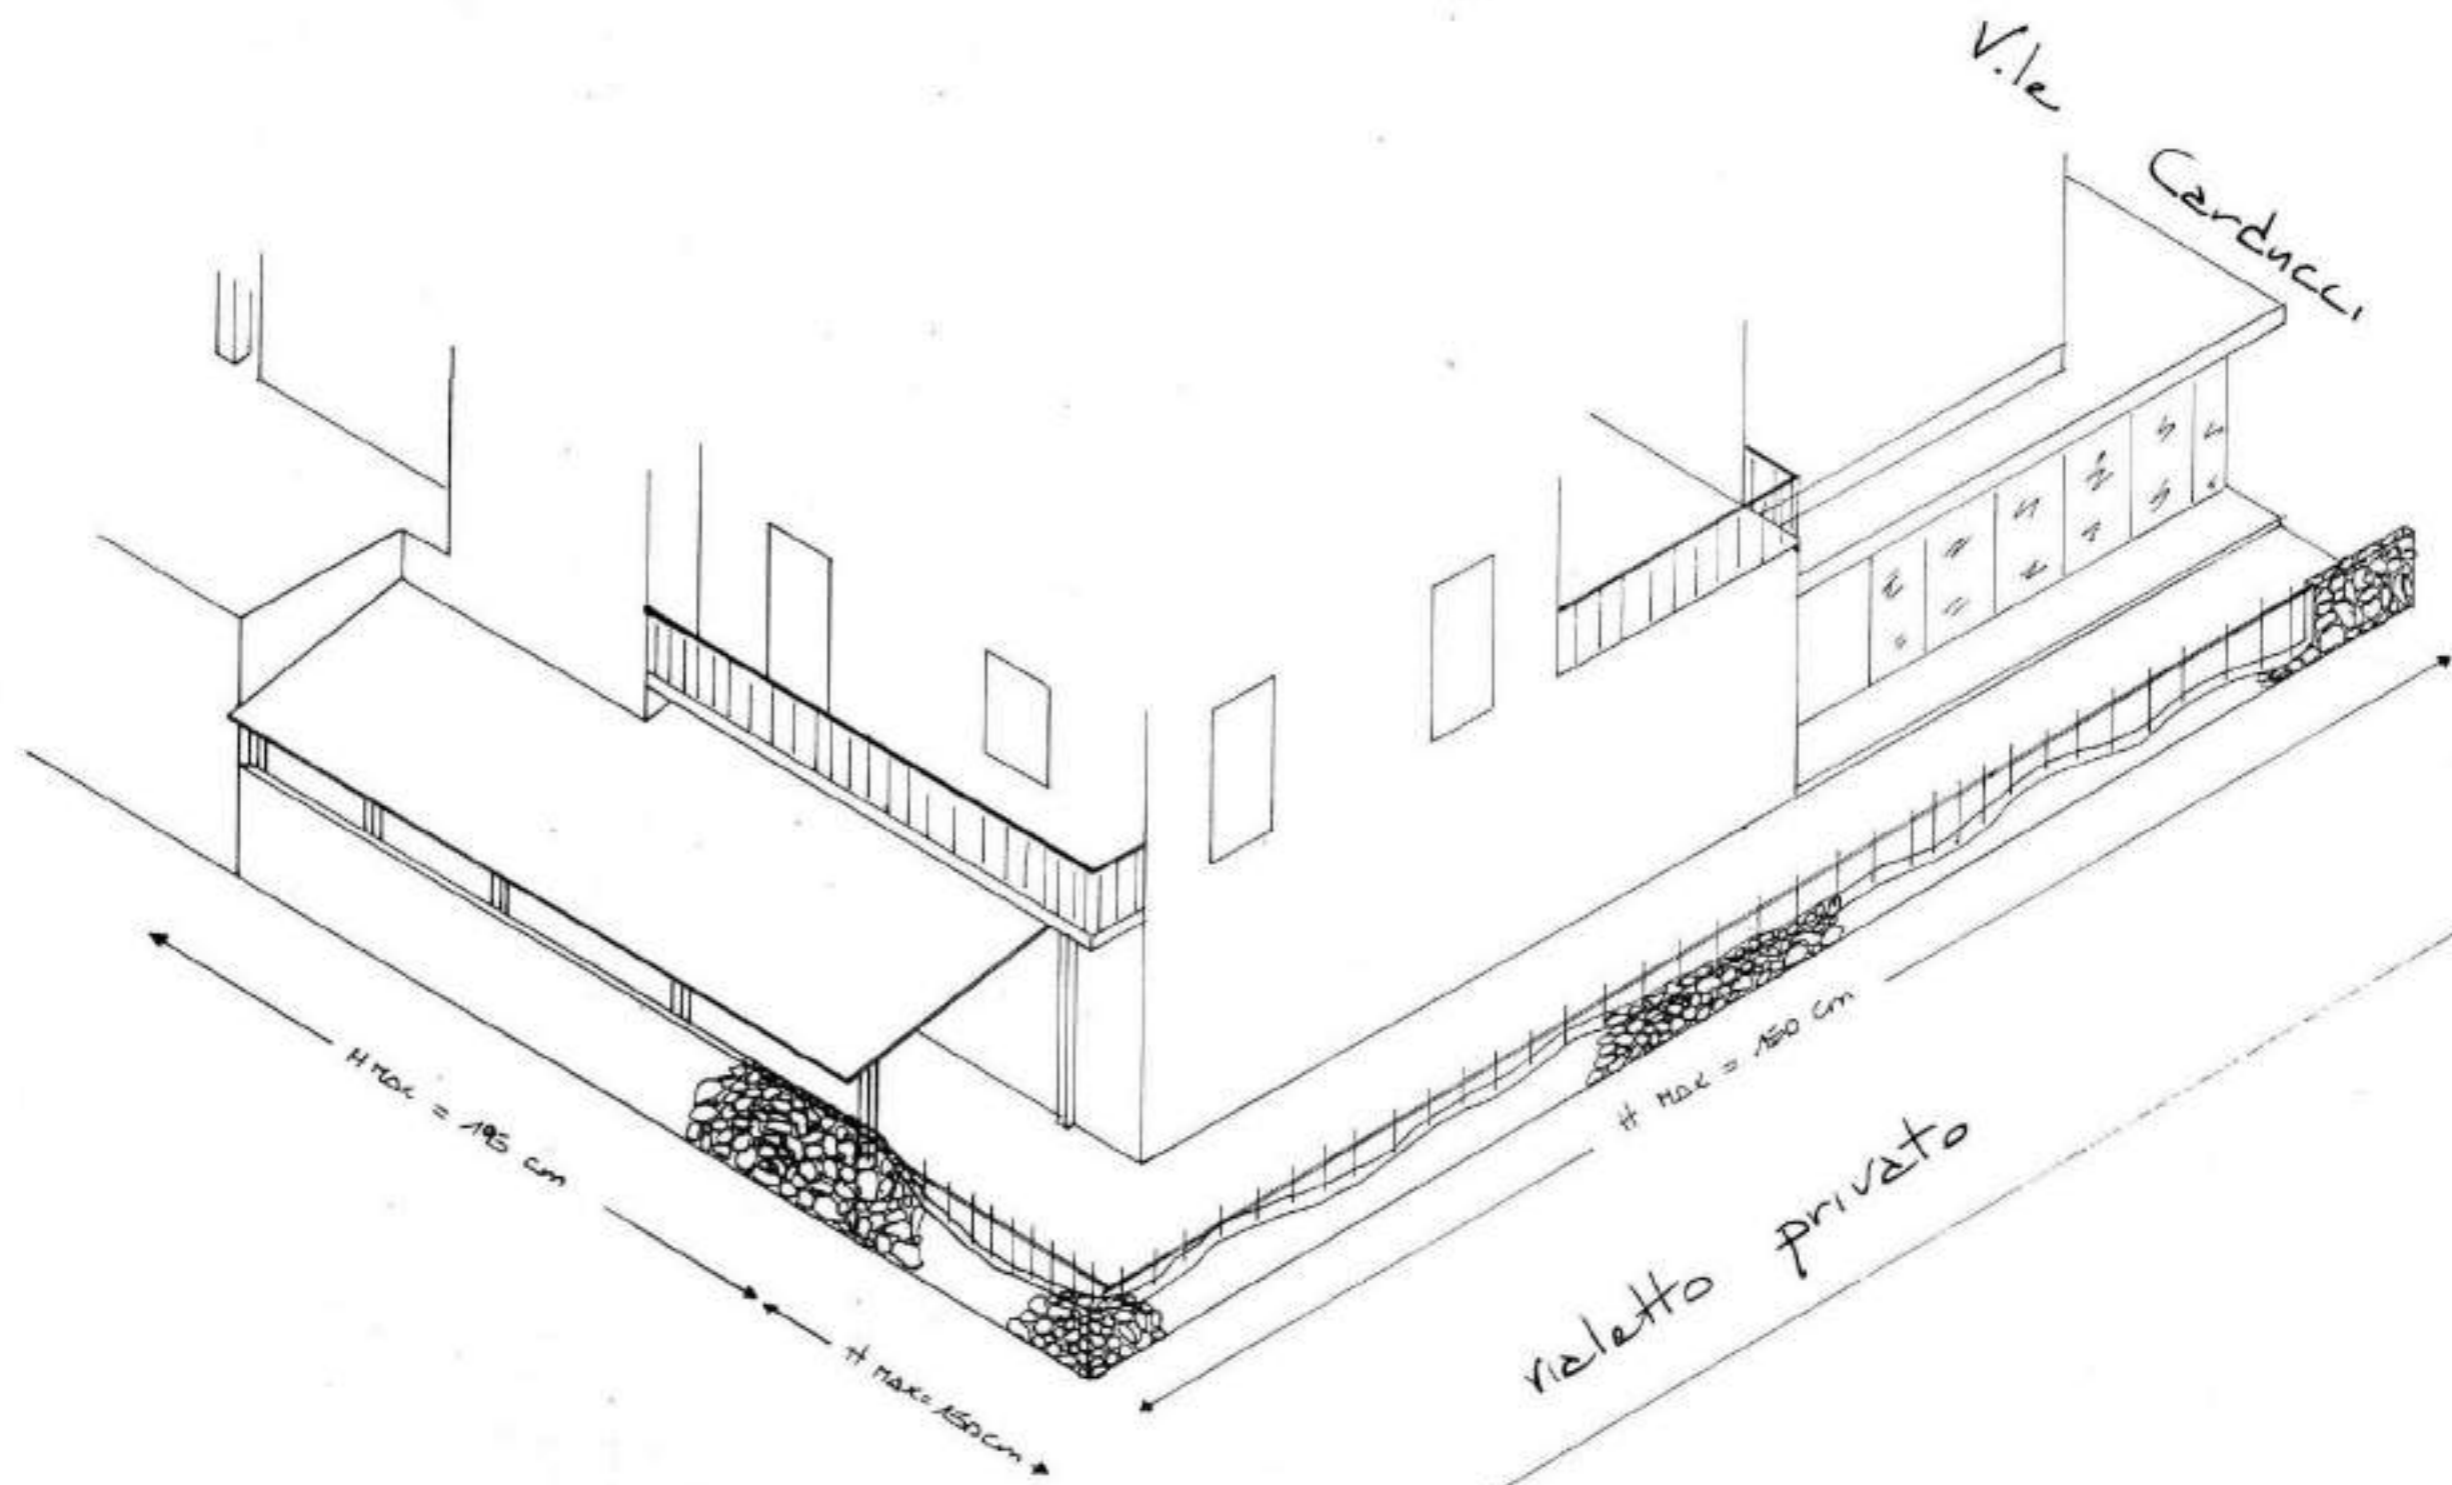 V.le
Carducci
H MAX = 195 cm
H MAX = 150 cm
H MAX = 150 cm
vialetto privato